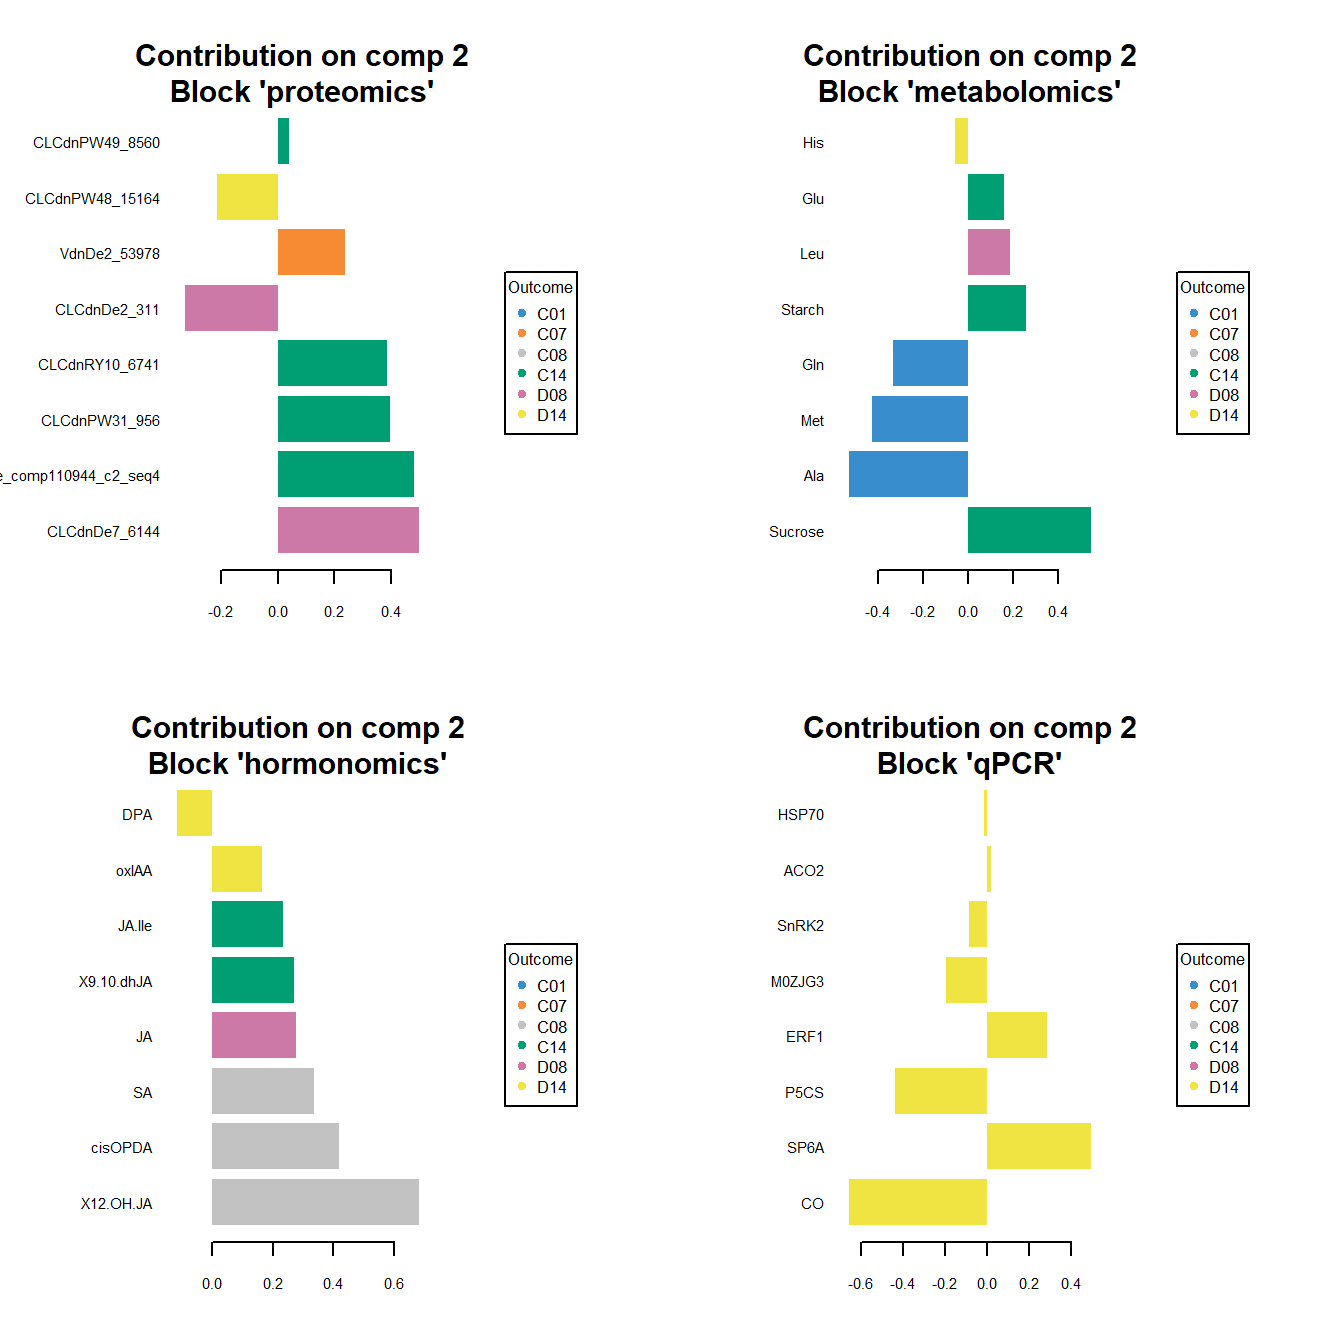 Contribution on comp 2
Block 'proteomics'
CLCdnPW49_8560
CLCdnPW48_15164
VdnDe2_53978
CLCdnDe2_311
CLCdnRY10_6741
CLCdnPW31_956
e_comp110944_c2_seq4
CLCdnDe7_6144
-0.2 0.0 0.2 0.4
Outcome
C01
C07
C08
C14
D08
D14
Contribution on comp 2
Block 'metabolomics'
His
Glu
Leu
Starch
Gln
Met
Ala
Sucrose
-0.4 -0.2 0.0 0.2 0.4
Outcome
C01
C07
C08
C14
D08
D14
Contribution on comp 2
Block 'hormonomics'
DPA
oxIAA
JA.Ile
X9.10.dhJA
JA
SA
cisOPDA
X12.OH.JA
0.0 0.2 0.4 0.6
Outcome
C01
C07
C08
C14
D08
D14
Contribution on comp 2
Block 'qPCR'
HSP70
ACO2
SnRK2
M0ZJG3
ERF1
P5CS
SP6A
CO
-0.6 -0.4 -0.2 0.0 0.2 0.4
Outcome
C01
C07
C08
C14
D08
D14